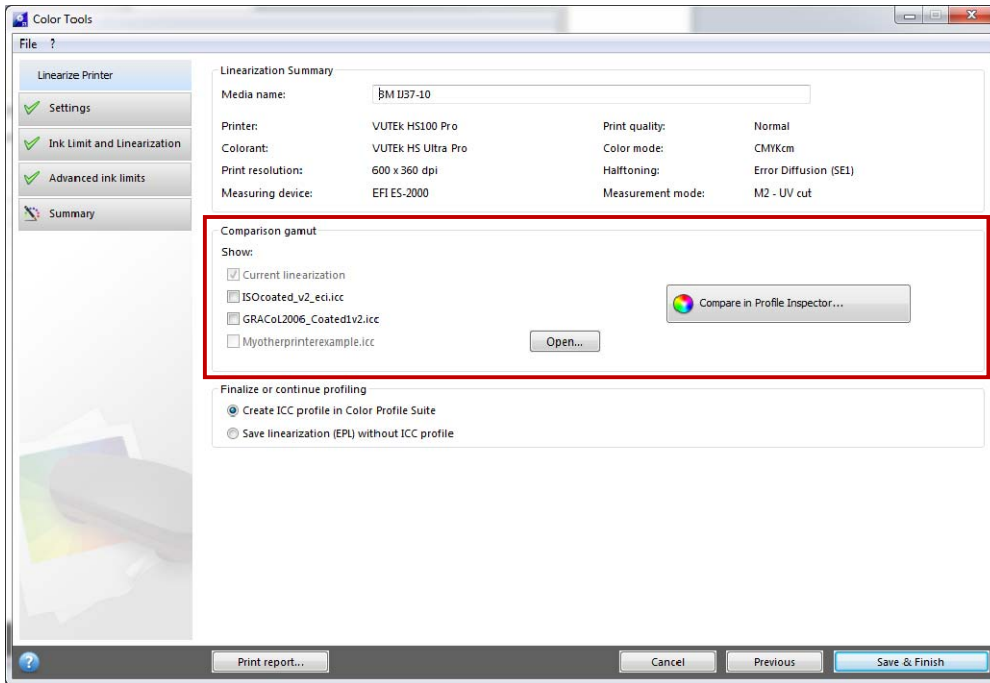 Color Tools
File ?
Linearize Printer
Settings
Ink Limit and Linearization
Advanced ink limits
Summary
Linearization Summary
Media name: 3M IJ37-10
Printer: VUTEk HS100 Pro Print quality: Normal
Colorant: VUTEk HS Ultra Pro Color mode: CMYKcm
Print resolution: 600 x 360 dpi Halftoning: Error Diffusion (SE1)
Measuring device: EFI ES-2000 Measurement mode: M2 - UV cut
Comparison gamut
Show:
Current linearization
ISOcoated_v2_eci.icc
GRACoL2006_Coated1v2.icc
Compare in Profile Inspector...
Myotherprinterexample.icc Open...
Finalize or continue profiling
Create ICC profile in Color Profile Suite
Save linearization (EPL) without ICC profile
? Print report... Cancel Previous Save & Finish